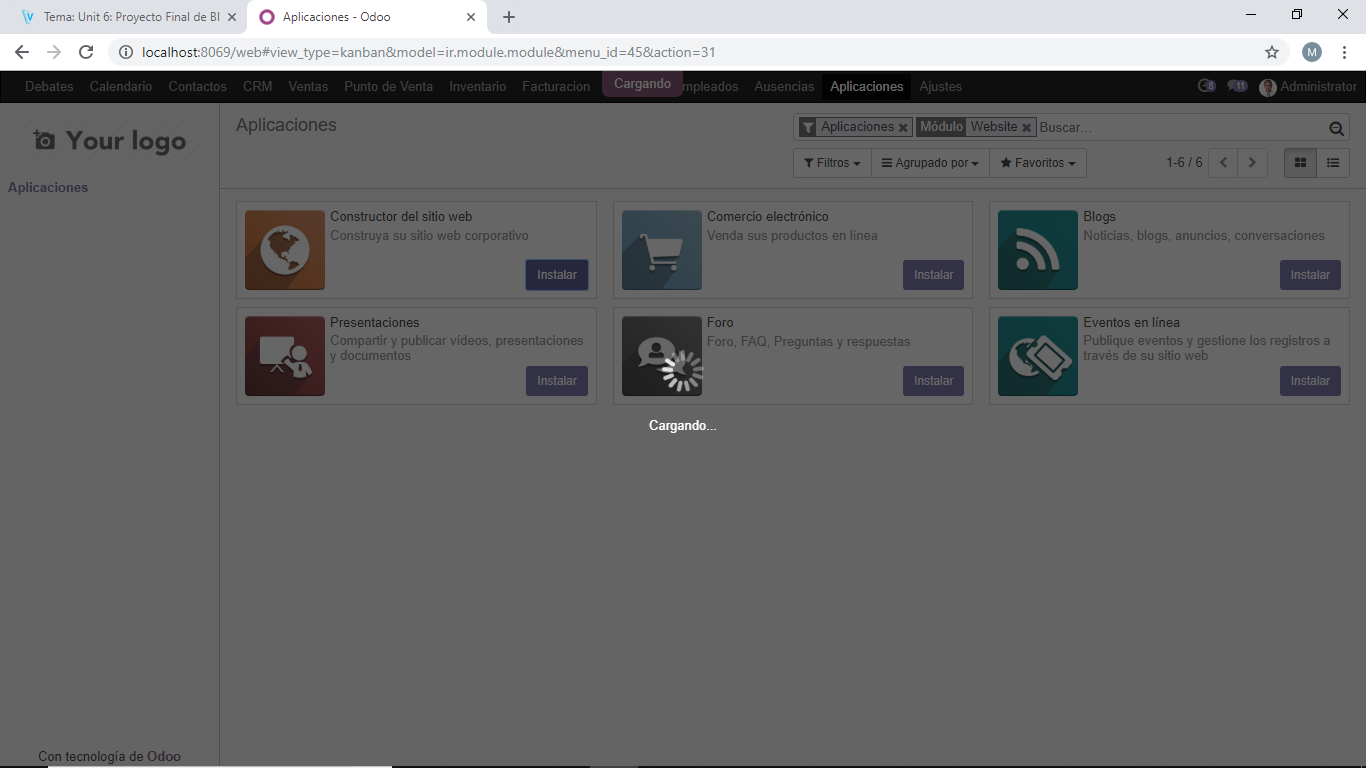 Tema: Unit 6: Proyecto Final de Bl
Aplicaciones - Odoo
localhost:8069/web#view_type=kanban&model=ir.module.module&menu_id=45&action=31
M
Debates Calendario Contactos CRM Ventas Punto de Venta Inventario Facturacion Cargando mpleados Ausencias Aplicaciones Ajustes 8 11 Administrator
Your logo
Aplicaciones
Aplicaciones
Aplicaciones Módulo Website Buscar...
Filtros Agrupado por Favoritos 1-6 / 6
Constructor del sitio web
Construya su sitio web corporativo
Instalar
Comercio electrónico
Venda sus productos en línea
Instalar
Blogs
Noticias, blogs, anuncios, conversaciones
Instalar
Presentaciones
Compartir y publicar vídeos, presentaciones
y documentos
Instalar
Foro
Foro, FAQ, Preguntas y respuestas
Instalar
Eventos en línea
Publique eventos y gestione los registros a
través de su sitio web
Instalar
Cargando...
Con tecnología de Odoo